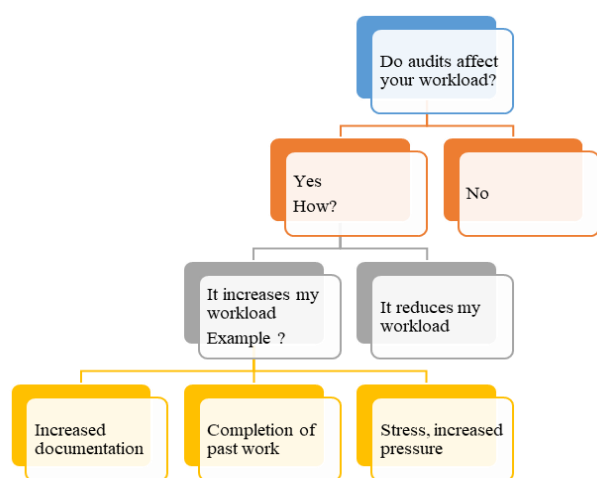 Do audits affect
your workload?
Yes
How?
No
It increases my
workload
Example ?
It reduces my
workload
Increased
documentation
Completion of
past work
Stress, increased
pressure